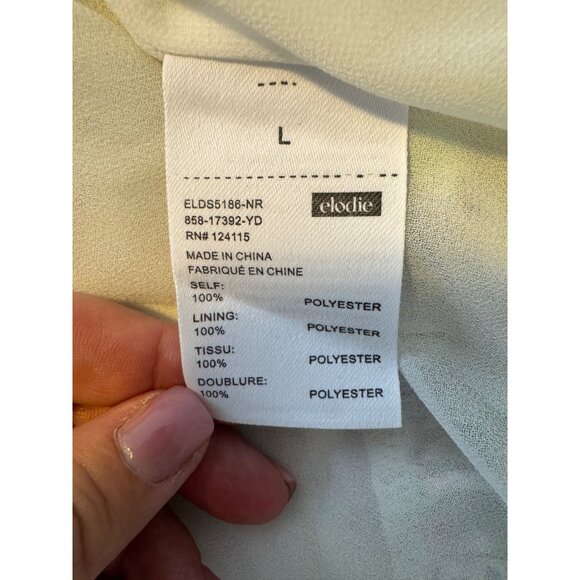 L
ELDS5186-NR
elodie
858-17392-YD
RN# 124115
MADE IN CHINA
FABRIQUÉ EN CHINE
SELF:
100% POLYESTER
LINING:
100% POLYESTER
TISSU:
100% POLYESTER
DOUBLURE:
100% POLYESTER